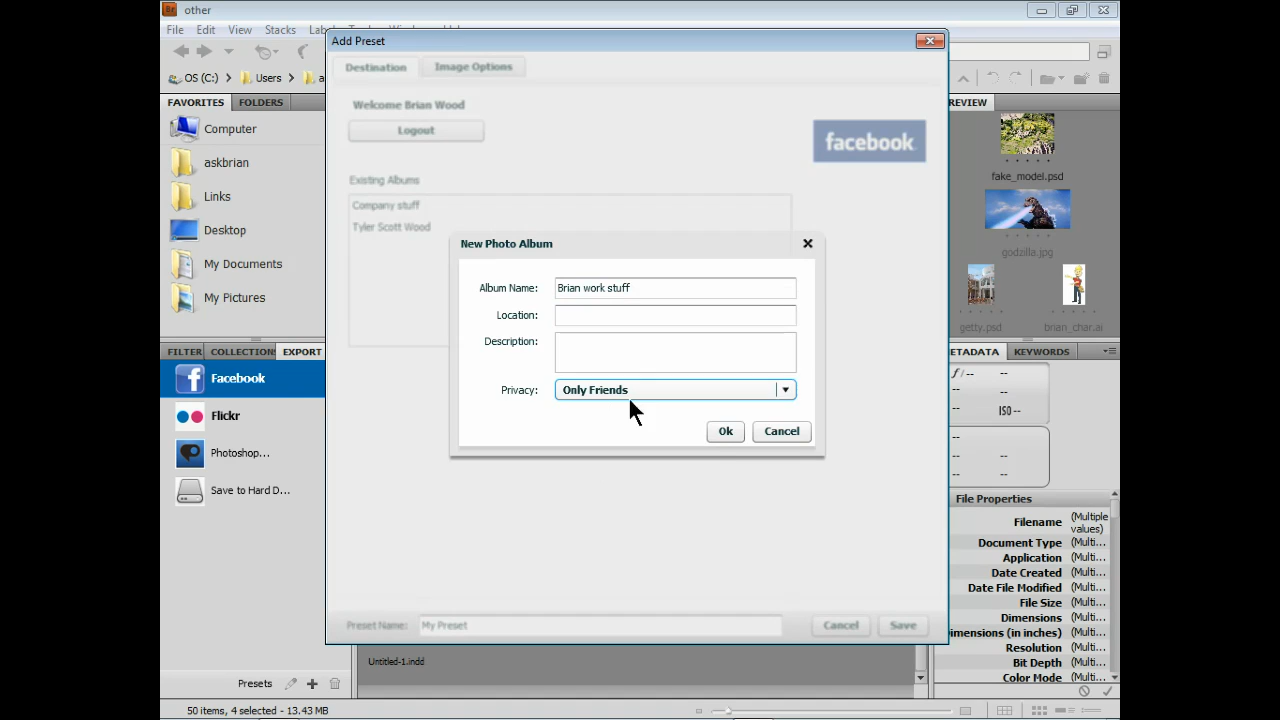 Br other
File Edit View Stacks
Add Preset
OS (C:) Users
Destination Image Options
FAVORITES FOLDERS
Computer
askbrian
Links
Desktop
My Documents
My Pictures
Welcome Brian Wood
Logout
facebook
Existing Albums
Company stuff
Tyler Scott Wood
New Photo Album
Album Name: Brian work stuff
Location:
Description:
Privacy: Only Friends
Ok Cancel
FILTER COLLECTIONS EXPORT
Facebook
Flickr
Photoshop...
Save to Hard D...
fake_model.psd
godzilla.jpg
getty.psd brian_char.ai
KEYWORDS
f/-- --
-- --
-- ISO --
--
-- --
-- --
File Properties
Filename (Multiple
values)
Document Type (Multi...
Application (Multi...
Date Created (Multi...
Date File Modified (Multi...
File Size (Multi...
Dimensions (Multi...
(in inches) (Multi...
Resolution (Multi...
Bit Depth (Multi...
Color Mode (Multi...
Preset Name: My Preset Cancel Save
Untitled-1.indd
Presets
50 items, 4 selected - 13.43 MB